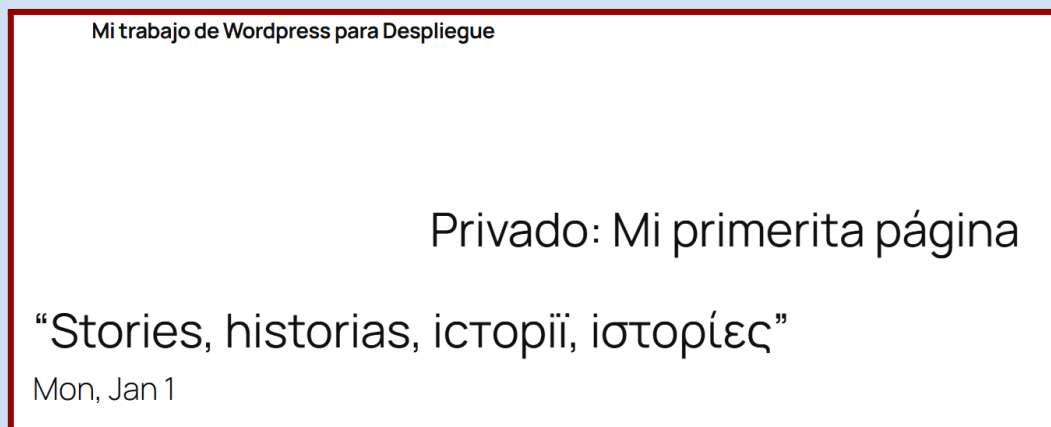 Mi trabajo de Wordpress para Despliegue
Privado: Mi primerita página
“Stories, historias, історії, ιστορίες”
Mon, Jan 1